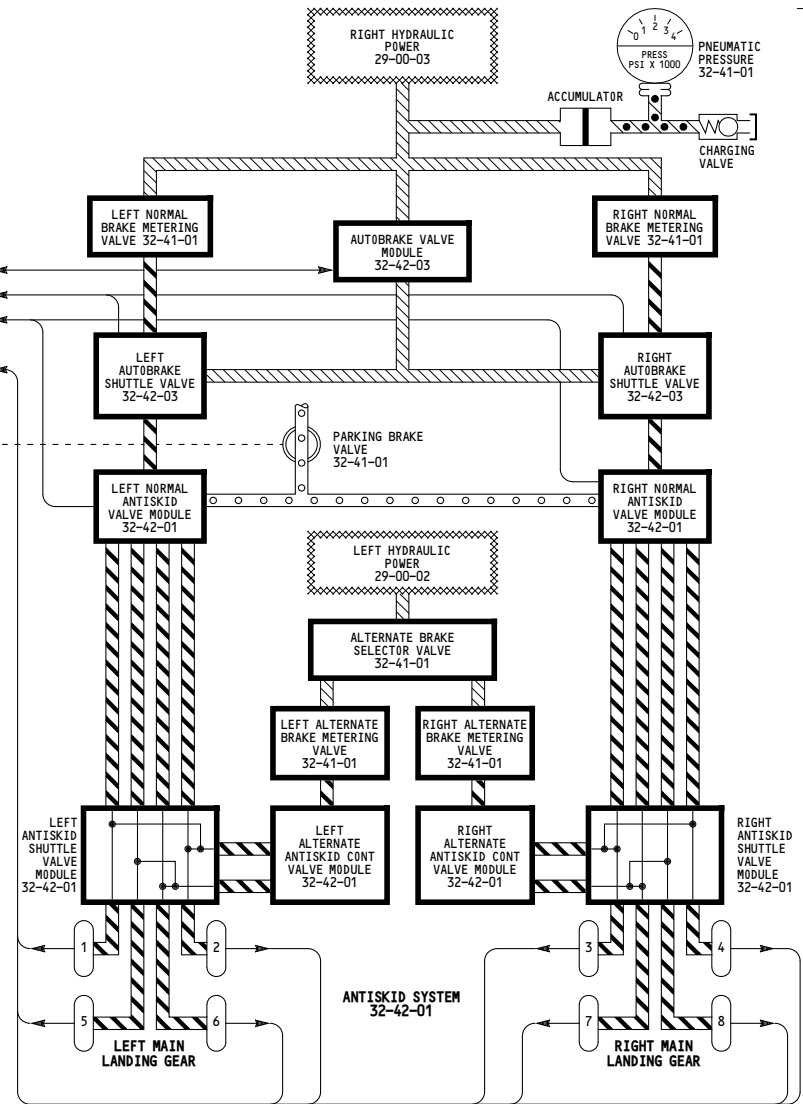 RIGHT HYDRAULIC
POWER
29-00-03
0 1 2 3 4
PRESS
PSI X 1000
PNEUMATIC
PRESSURE
32-41-01
ACCUMULATOR
CHARGING
VALVE
LEFT NORMAL
BRAKE METERING
VALVE 32-41-01
AUTOBRAKE VALVE
MODULE
32-42-03
RIGHT NORMAL
BRAKE METERING
VALVE 32-41-01
LEFT
AUTOBRAKE
SHUTTLE VALVE
32-42-03
RIGHT
AUTOBRAKE
SHUTTLE VALVE
32-42-03
PARKING BRAKE
VALVE
32-41-01
LEFT NORMAL
ANTISKID
VALVE MODULE
32-42-01
RIGHT NORMAL
ANTISKID
VALVE MODULE
32-42-01
LEFT HYDRAULIC
POWER
29-00-02
ALTERNATE BRAKE
SELECTOR VALVE
32-41-01
LEFT ALTERNATE
BRAKE METERING
VALVE
32-41-01
RIGHT ALTERNATE
BRAKE METERING
VALVE
32-41-01
LEFT
ANTISKID
SHUTTLE
VALVE
MODULE
32-42-01
LEFT
ALTERNATE
ANTISKID CONT
VALVE MODULE
32-42-01
RIGHT
ALTERNATE
ANTISKID CONT
VALVE MODULE
32-42-01
RIGHT
ANTISKID
SHUTTLE
VALVE
MODULE
32-42-01
1
2
3
4
ANTISKID SYSTEM
32-42-01
5
6
7
8
LEFT MAIN
LANDING GEAR
RIGHT MAIN
LANDING GEAR